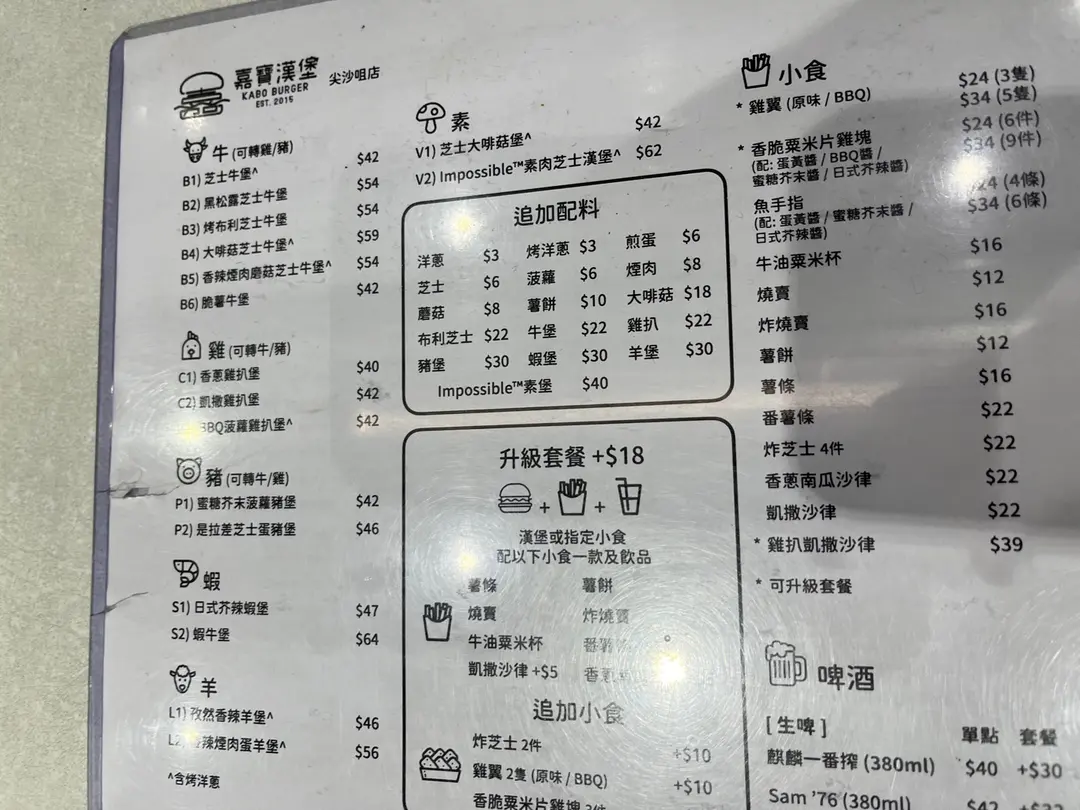 嘉寶漢堡
KABO BURGER
EST. 2015
尖沙咀店
牛 (可轉雞/豬)
B1) 芝士牛堡^ $42
B2) 黑松露芝士牛堡 $54
B3) 烤布利芝士牛堡 $54
B4) 大啡菇芝士牛堡^ $59
B5) 香辣煙肉磨菇芝士牛堡^ $54
B6) 脆薯牛堡 $42
雞 (可轉牛/豬)
C1) 香蔥雞扒堡 $40
C2) 凱撒雞扒堡 $42
BBQ菠蘿雞扒堡^ $42
豬 (可轉牛/雞)
P1) 蜜糖芥末菠蘿豬堡 $42
P2) 是拉差芝士蛋豬堡 $46
蝦
S1) 日式芥辣蝦堡 $47
S2) 蝦牛堡 $64
羊
L1) 孜然香辣羊堡^ $46
辣煙肉蛋羊堡^ $56
^含烤洋蔥
素
V1) 芝士大啡菇堡^ $42
V2) Impossible™素肉芝士漢堡^ $62
追加配料
洋蔥 $3 烤洋蔥 $3 煎蛋 $6
芝士 $6 菠蘿 $6 煙肉 $8
蘑菇 $8 薯餅 $10 大啡菇 $18
布利芝士 $22 牛堡 $22 雞扒 $22
豬堡 $30 蝦堡 $30 羊堡 $30
Impossible™素堡 $40
升級套餐 +$18
+ +
漢堡或指定小食
配以下小食一款及飲品
薯條 薯餅
燒賣 炸燒賣
牛油粟米杯
凱撒沙律 +$5
追加小食
炸芝士 2件 +$10
雞翼 2隻 (原味 / BBQ) +$10
香脆粟米片雞塊
小食
* 雞翼 (原味 / BBQ) $24 (3隻)
$34 (5隻)
* 香脆粟米片雞塊 $24 (6件)
(配: 蛋黃醬 / BBQ醬 / $34 (9件)
蜜糖芥末醬 / 日式芥辣醬)
魚手指 (4條)
(配: 蛋黃醬 / 蜜糖芥末醬 / $34 (6條)
日式芥辣醬)
牛油粟米杯 $16
燒賣 $12
炸燒賣 $16
薯餅 $12
薯條 $16
番薯條 $22
炸芝士 4件 $22
香蔥南瓜沙律 $22
凱撒沙律 $22
* 雞扒凱撒沙律 $39
* 可升級套餐
啤酒
[ 生啤 ] 單點 套餐
麒麟一番搾 (380ml) $40 +$30
Sam '76 (380ml)